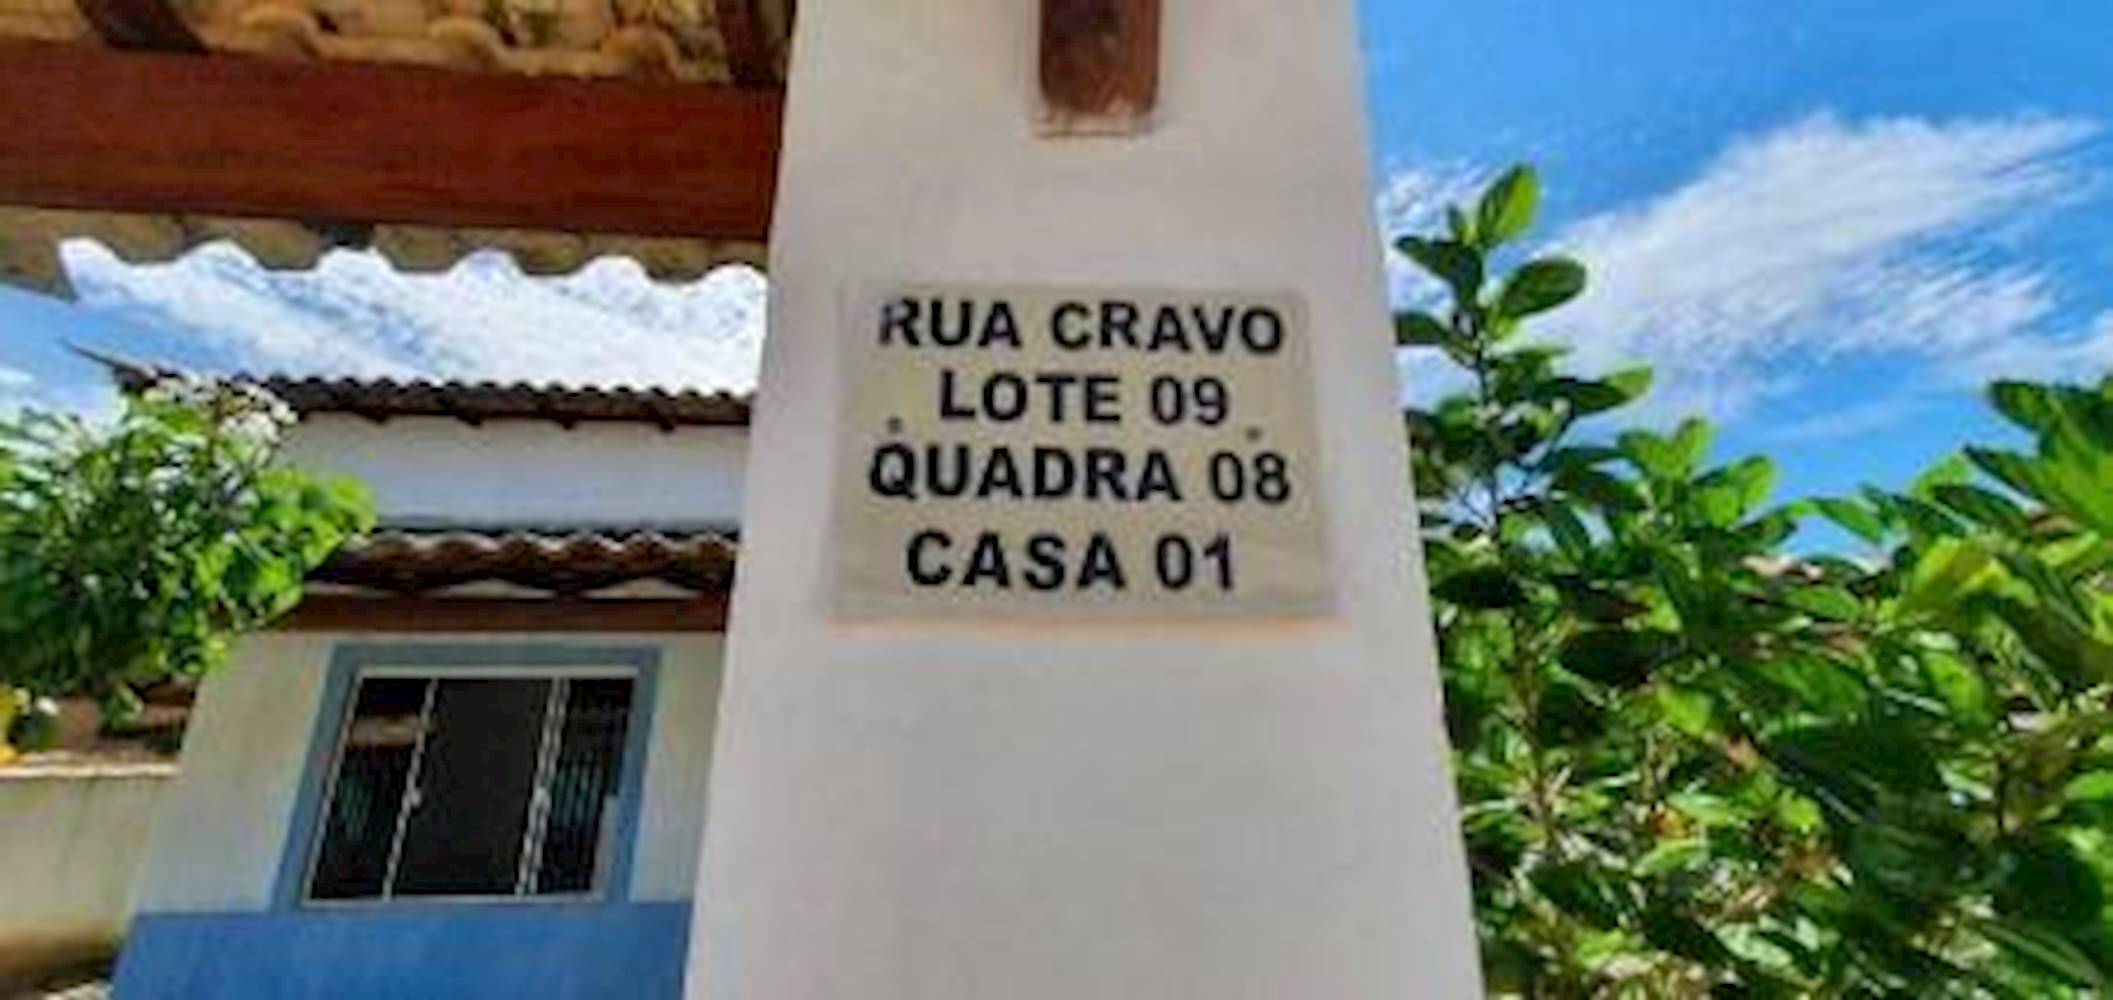 RUA CRAVO
LOTE 09
QUADRA 08
CASA 01